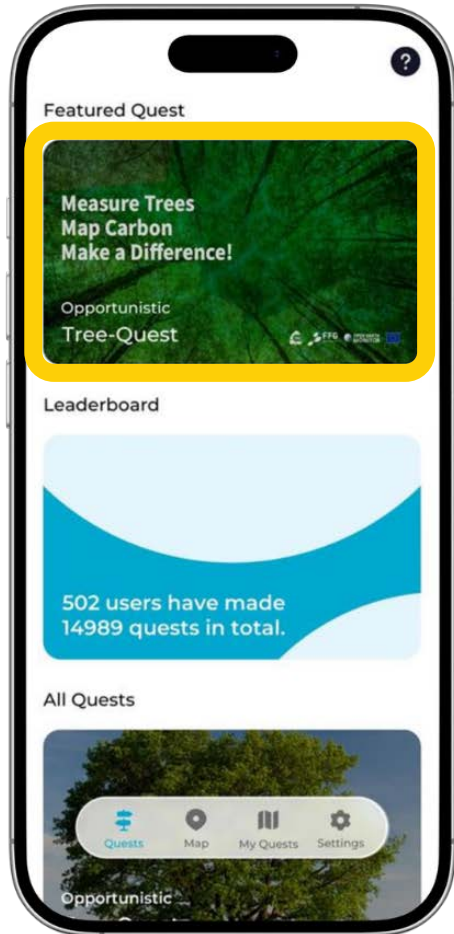 ?
Featured Quest
Measure Trees
Map Carbon
Make a Difference!
Opportunistic
Tree-Quest
FFG
Leaderboard
502 users have made
14989 quests in total.
All Quests
Quests Map My Quests Settings
Opportunistic